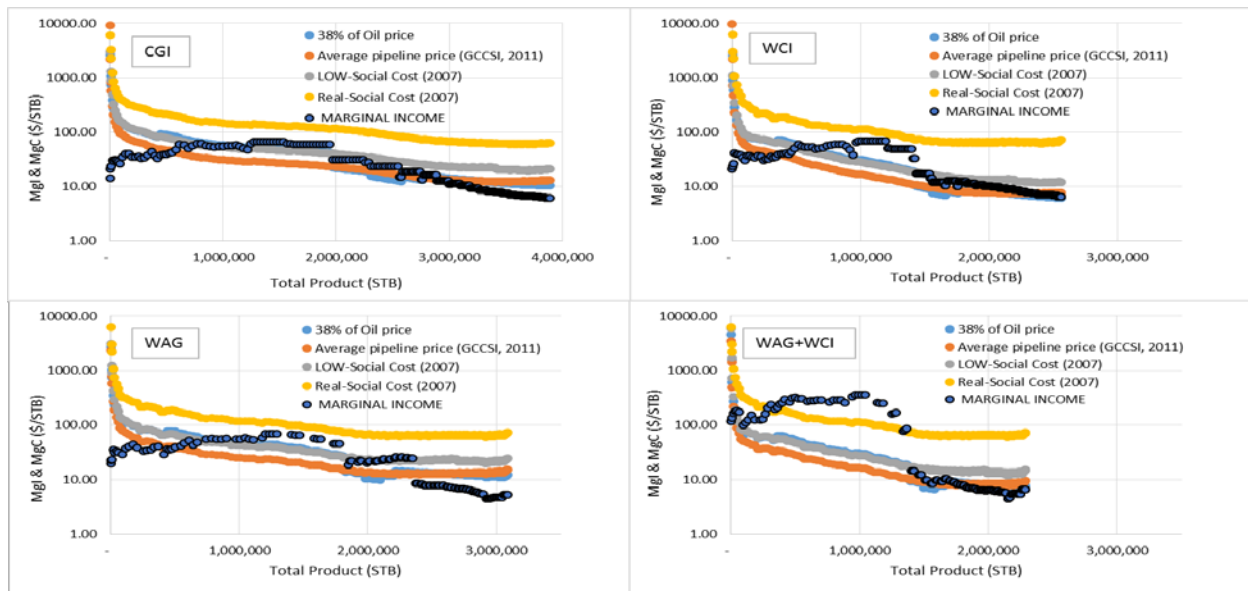 CGI
38% of Oil price
Average pipeline price (GCCSI, 2011)
LOW-Social Cost (2007)
Real-Social Cost (2007)
MARGINAL INCOME
MgI & MgC ($/STB)
10000.00
1000.00
100.00
10.00
1.00
-
1,000,000
2,000,000
3,000,000
4,000,000
Total Product (STB)
WCI
38% of Oil price
Average pipeline price (GCCSI, 2011)
LOW-Social Cost (2007)
Real-Social Cost (2007)
MARGINAL INCOME
MgI & MgC ($/STB)
10000.00
1000.00
100.00
10.00
1.00
-
1,000,000
2,000,000
3,000,000
Total Product (STB)
WAG
38% of Oil price
Average pipeline price (GCCSI, 2011)
LOW-Social Cost (2007)
Real-Social Cost (2007)
MARGINAL INCOME
MgI & MgC ($/STB)
10000.00
1000.00
100.00
10.00
1.00
-
1,000,000
2,000,000
3,000,000
Total Product (STB)
WAG+WCI
38% of Oil price
Average pipeline price (GCCSI, 2011)
LOW-Social Cost (2007)
Real-Social Cost (2007)
MARGINAL INCOME
MgI & MgC ($/STB)
10000.00
1000.00
100.00
10.00
1.00
-
1,000,000
2,000,000
3,000,000
Total Product (STB)